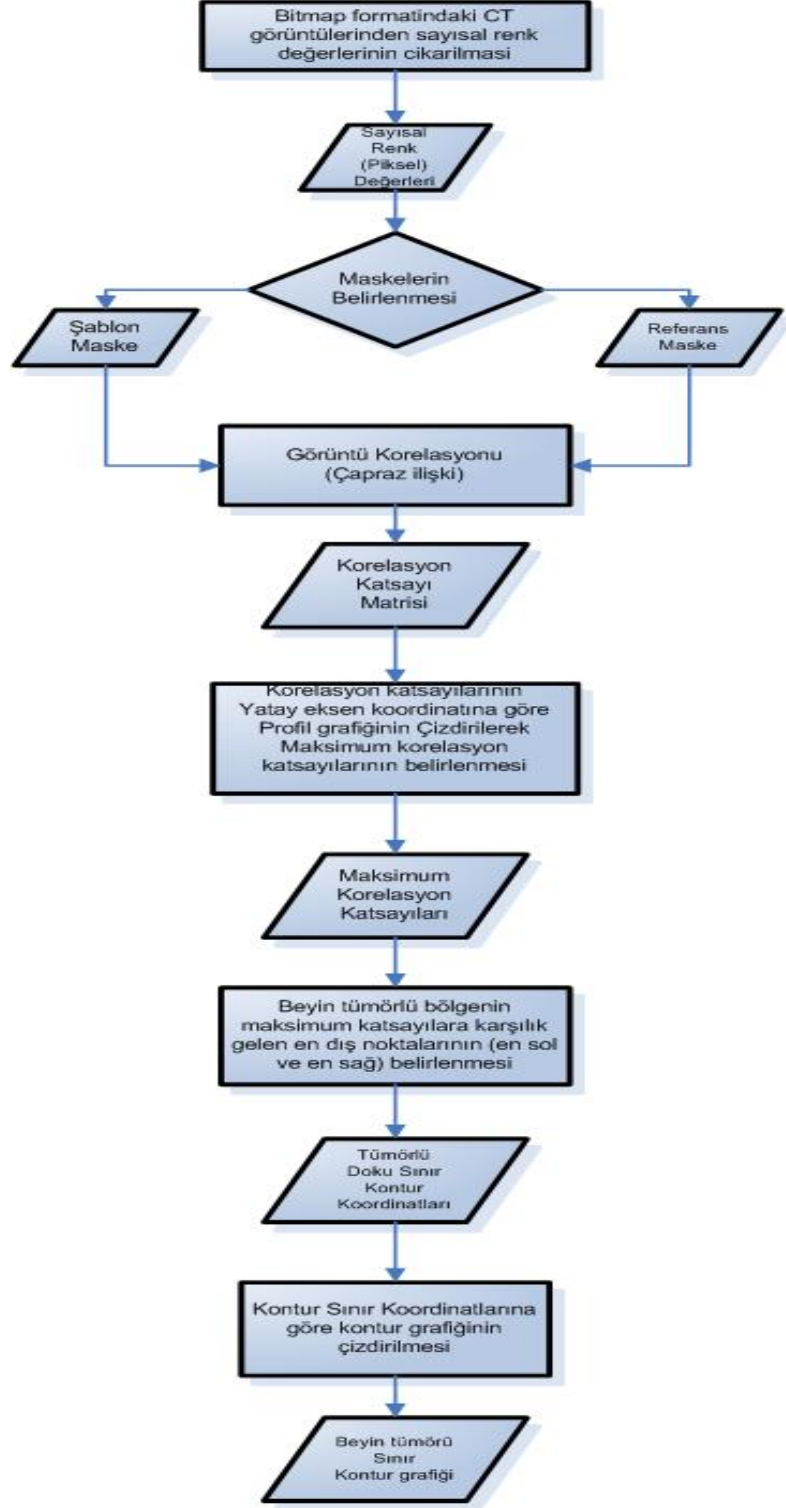 Bitmap formatindaki CT
görüntülerinden sayısal renk
değerlerinin cikarilmasi
Sayısal
Renk
(Piksel)
Değerleri
Maskelerin
Belirlenmesi
Şablon
Maske
Referans
Maske
Görüntü Korelasyonu
(Çapraz ilişki)
Korelasyon
Katsayı
Matrisi
Korelasyon katsayılarının
Yatay eksen koordinatına göre
Profil grafiğinin Çizdirilerek
Maksimum korelasyon
katsayılarının belirlenmesi
Maksimum
Korelasyon
Katsayıları
Beyin tümörlü bölgenin
maksimum katsayılara karşılık
gelen en dış noktalarının (en sol
ve en sağ) belirlenmesi
Tümörlü
Doku Sınır
Kontur
Koordinatları
Kontur Sınır Koordinatlarına
göre kontur grafiğinin
çizdirilmesi
Beyin tümörü
Sınır
Kontur grafiği